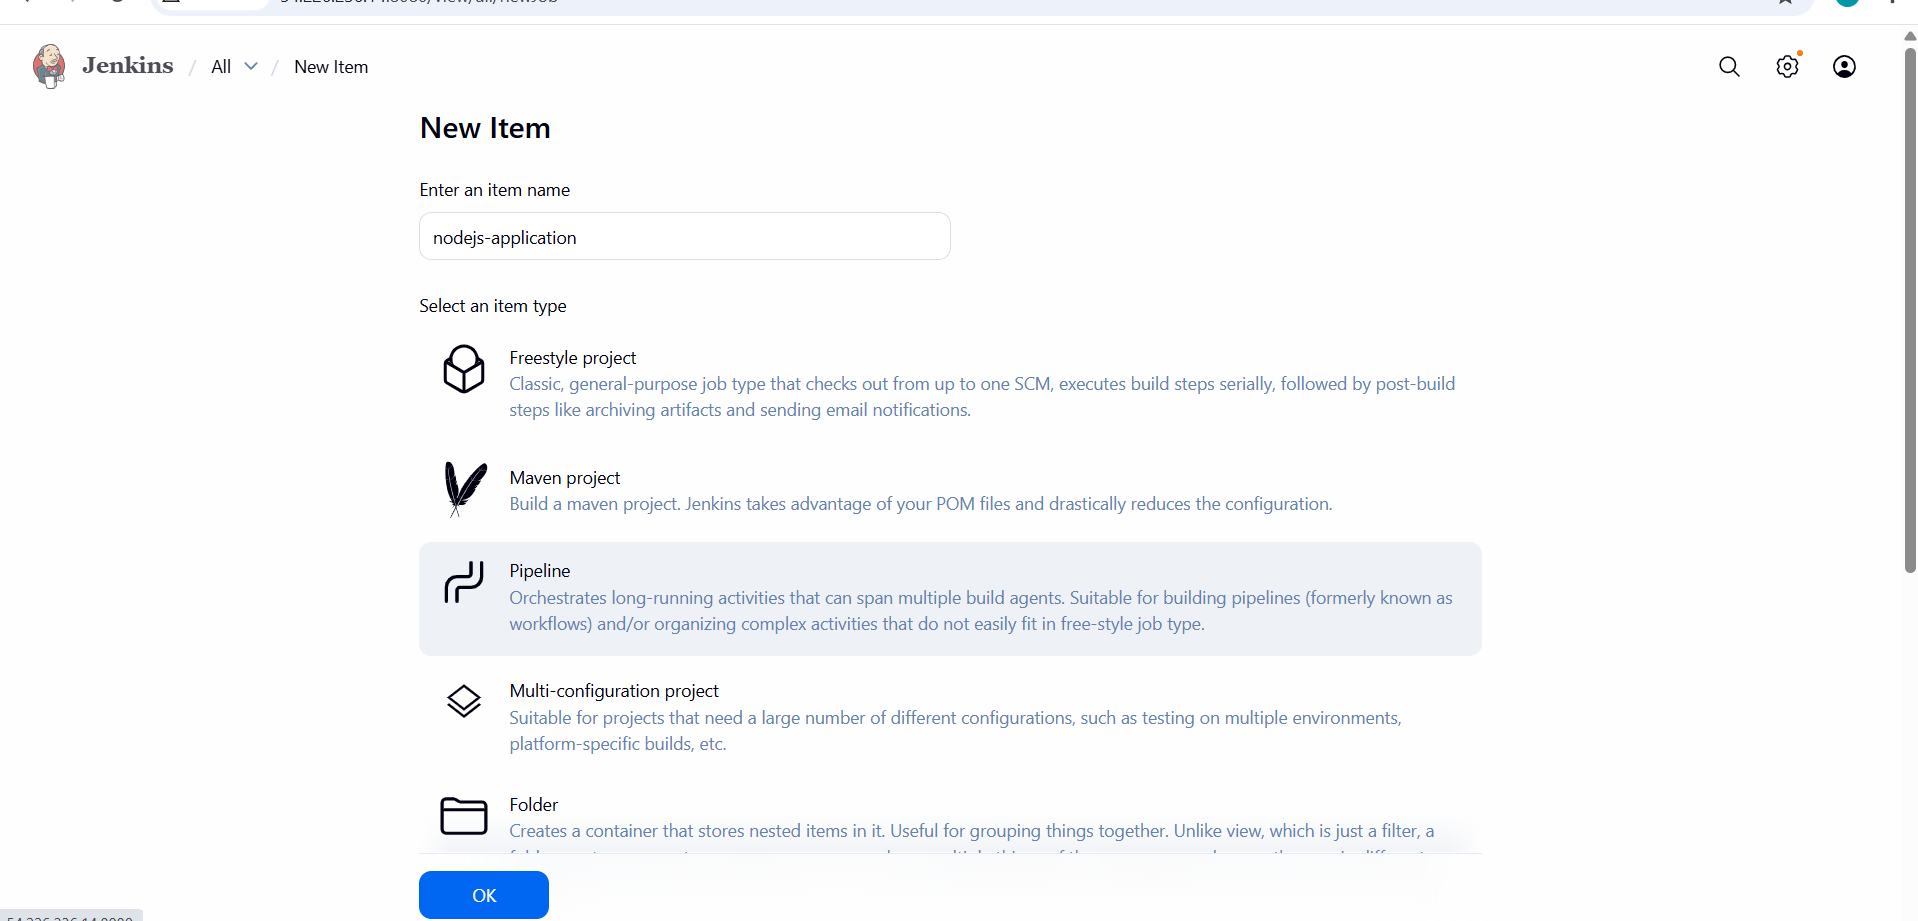 Jenkins / All / New Item
New Item
Enter an item name
nodejs-application
Select an item type
Freestyle project
Classic, general-purpose job type that checks out from up to one SCM, executes build steps serially, followed by post-build
steps like archiving artifacts and sending email notifications.
Maven project
Build a maven project. Jenkins takes advantage of your POM files and drastically reduces the configuration.
Pipeline
Orchestrates long-running activities that can span multiple build agents. Suitable for building pipelines (formerly known as
workflows) and/or organizing complex activities that do not easily fit in free-style job type.
Multi-configuration project
Suitable for projects that need a large number of different configurations, such as testing on multiple environments,
platform-specific builds, etc.
Folder
Creates a container that stores nested items in it. Useful for grouping things together. Unlike view, which is just a filter, a
OK